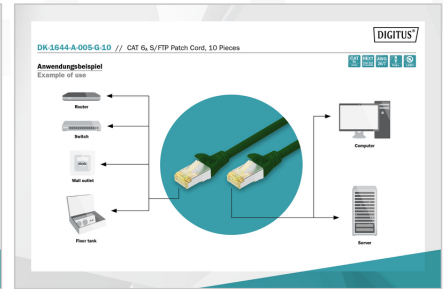 DIGITUS®
DK-1644-A-005-G-10 // CAT 6A S/FTP Patch Cord, 10 Pieces
Anwendungsbeispiel
Example of use
Router
Switch
Wall outlet
Floor tank
Computer
Server